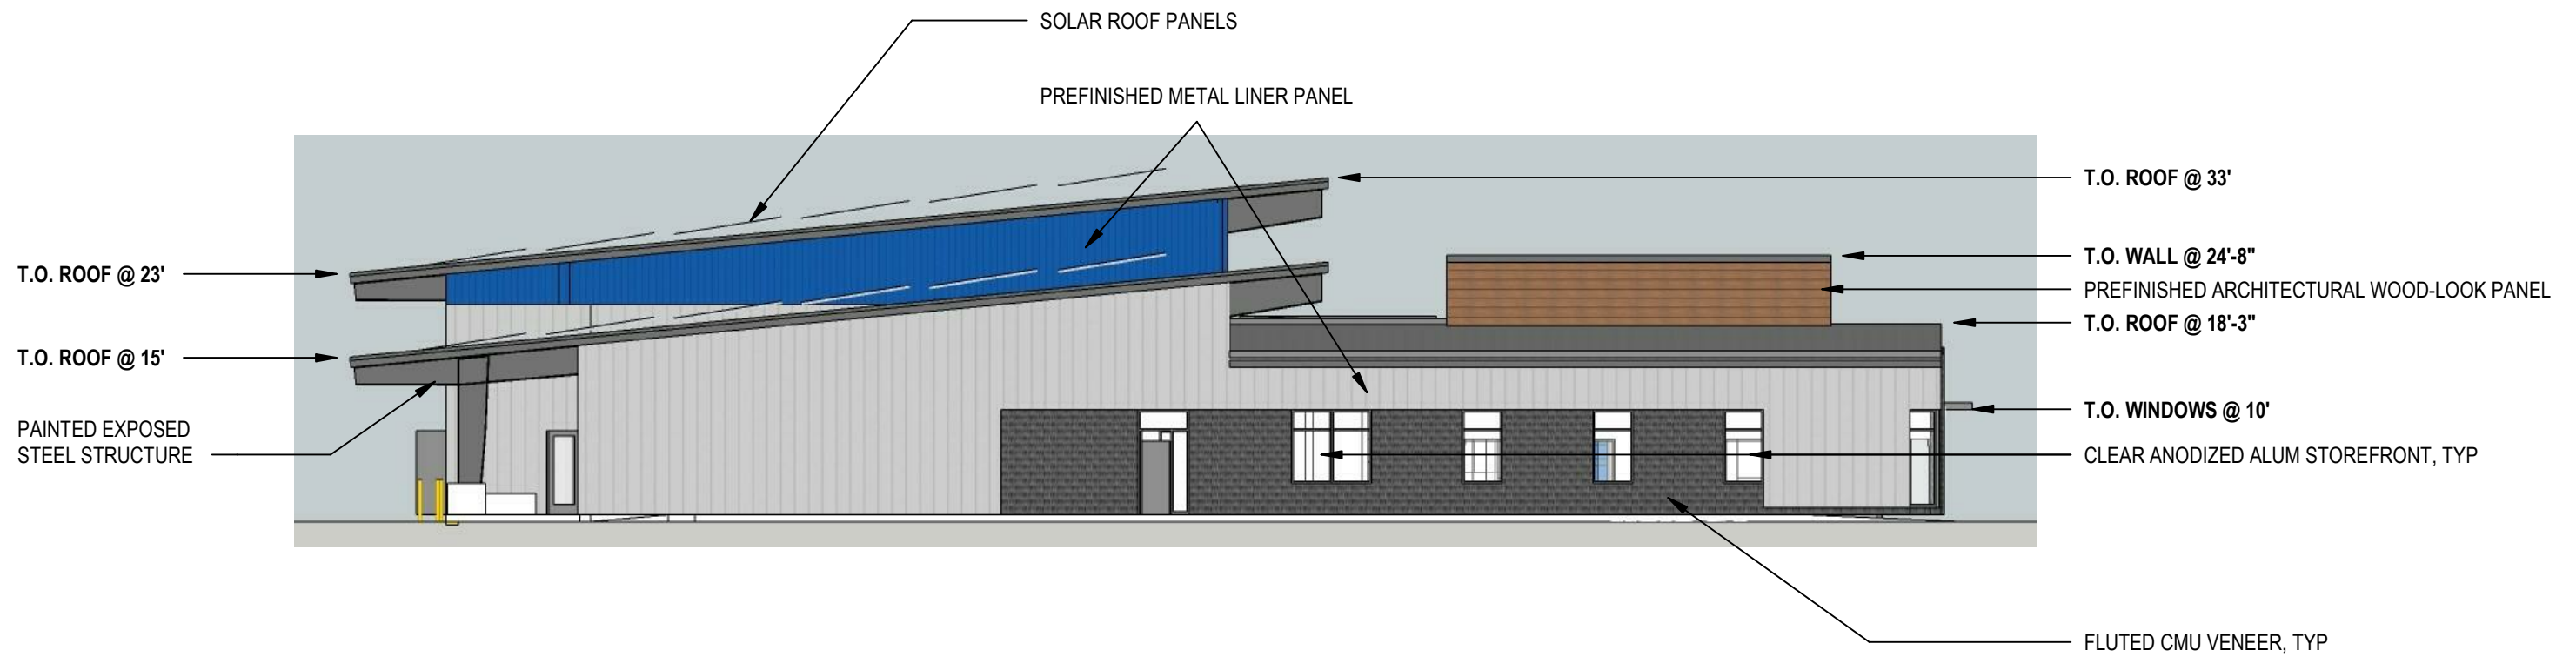 SOLAR ROOF PANELS
PREFINISHED METAL LINER PANEL
T.O. ROOF @ 33'
T.O. WALL @ 24'-8"
T.O. ROOF @ 23'
PREFINISHED ARCHITECTURAL WOOD-LOOK PANEL
T.O. ROOF @ 18'-3"
T.O. ROOF @ 15'
T.O. WINDOWS @ 10'
PAINTED EXPOSED
STEEL STRUCTURE
CLEAR ANODIZED ALUM STOREFRONT, TYP
FLUTED CMU VENEER, TYP